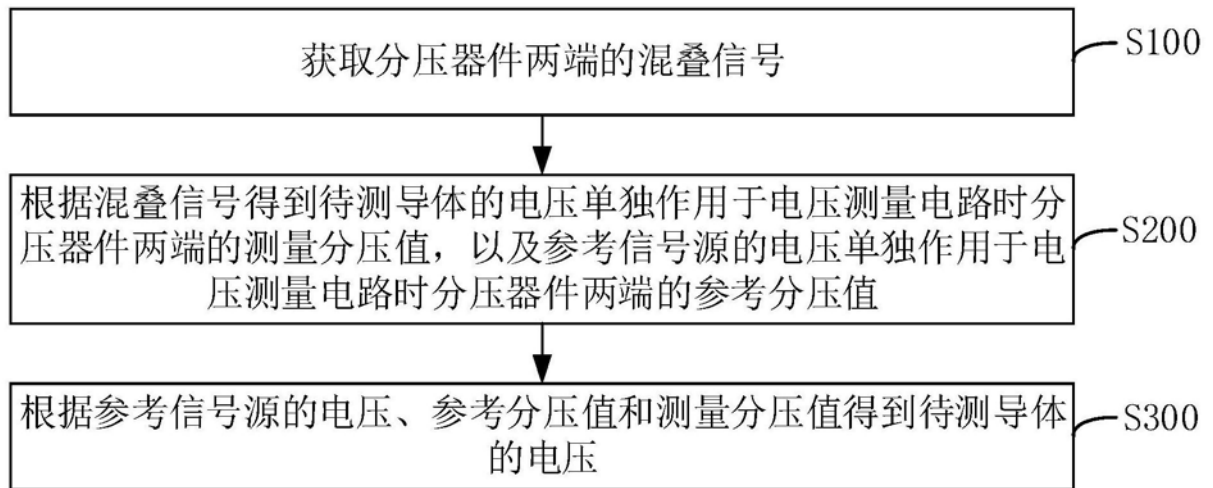 获取分压器件两端的混叠信号
S100
根据混叠信号得到待测导体的电压单独作用于电压测量电路时分
压器件两端的测量分压值，以及参考信号源的电压单独作用于电
压测量电路时分压器件两端的参考分压值
S200
根据参考信号源的电压、参考分压值和测量分压值得到待测导体
的电压
S300